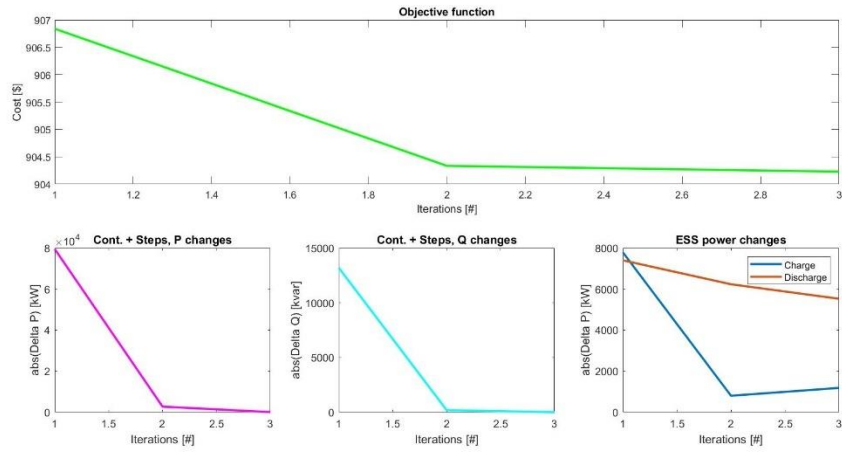 Objective function
907
906.5
906
905.5
905
904.5
904
Cost [$]
1 1.2 1.4 1.6 1.8 2 2.2 2.4 2.6 2.8 3
Iterations [#]
Cont. + Steps, P changes
× 10^4
8
6
4
2
0
abs(Delta P) [kW]
1 1.5 2 2.5 3
Iterations [#]
Cont. + Steps, Q changes
15000
10000
5000
0
abs(Delta Q) [kvar]
1 1.5 2 2.5 3
Iterations [#]
ESS power changes
8000
6000
4000
2000
0
abs(Delta P) [kW]
Charge
Discharge
1 1.5 2 2.5 3
Iterations [#]